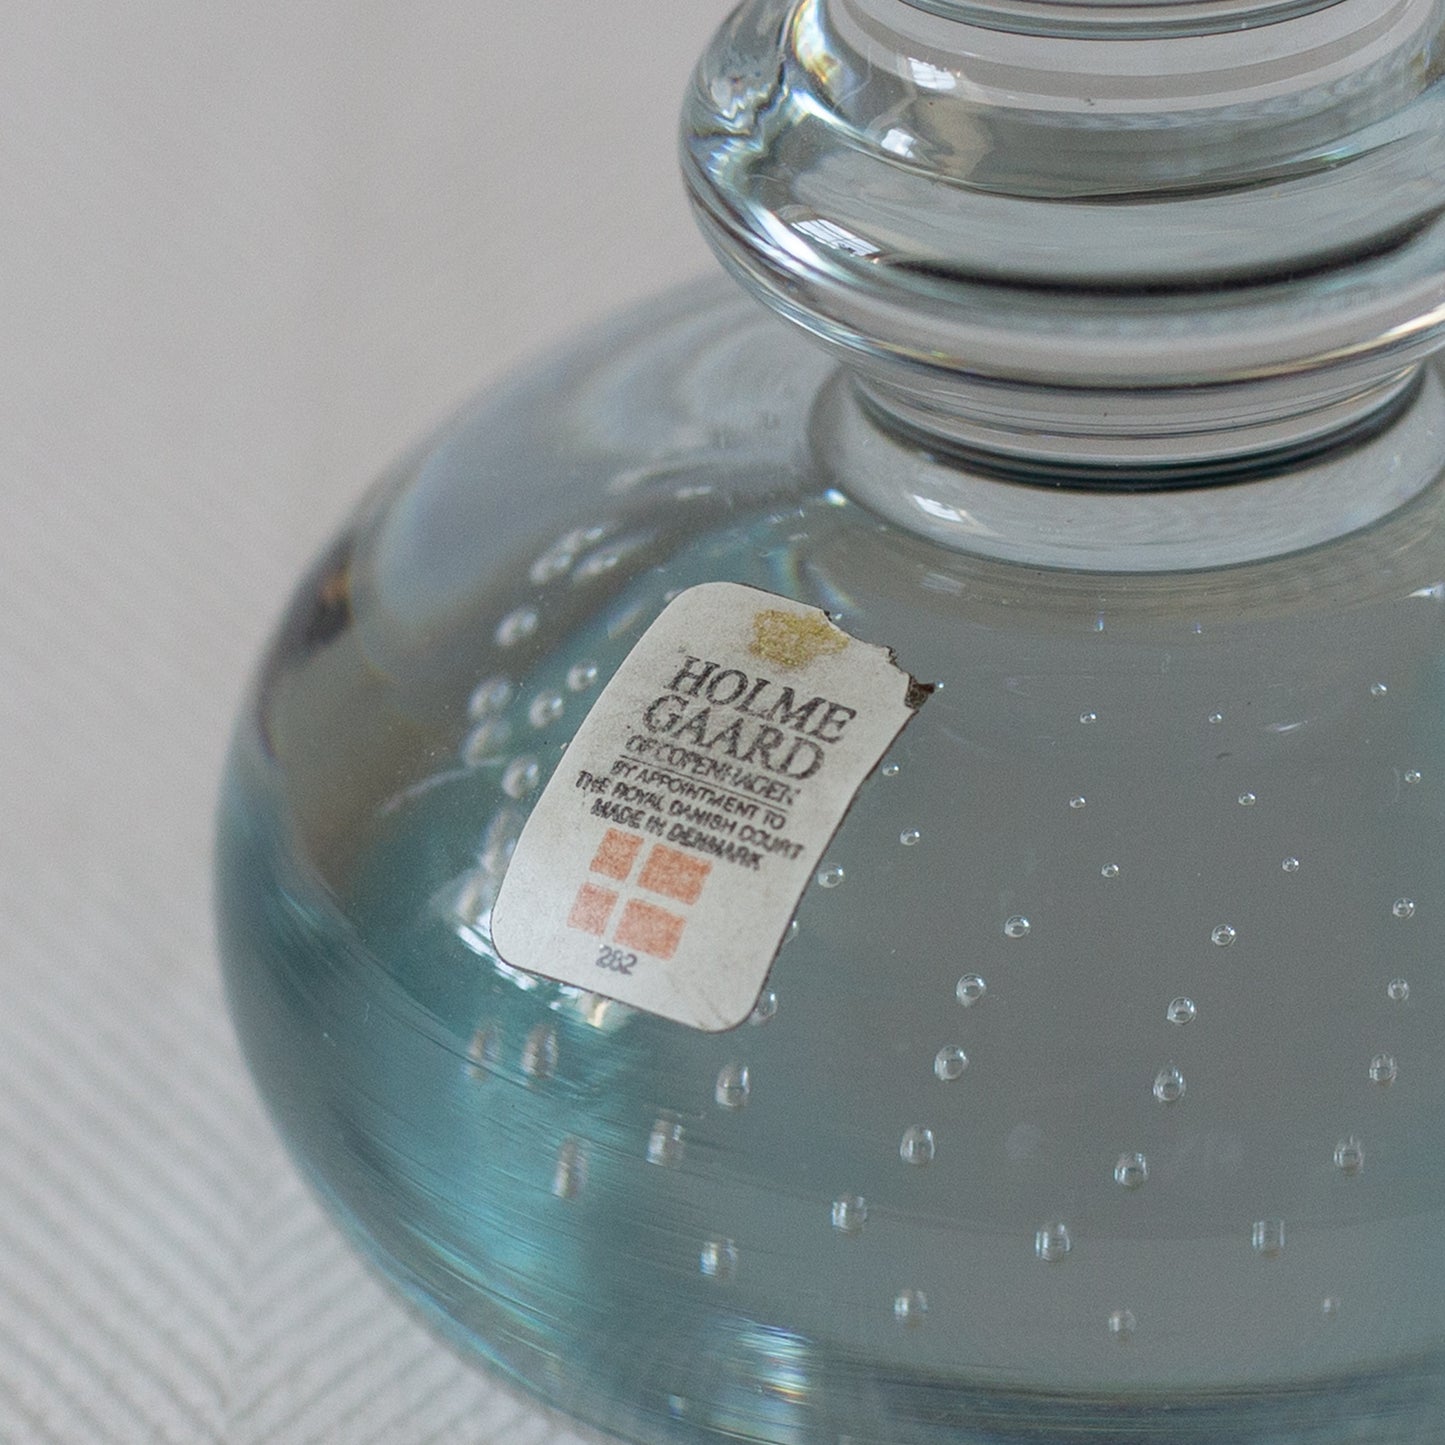 HOLME
GAARD
OF COPENHAGEN
BY APPOINTMENT TO
THE ROYAL DANISH COURT
MADE IN DENMARK
282